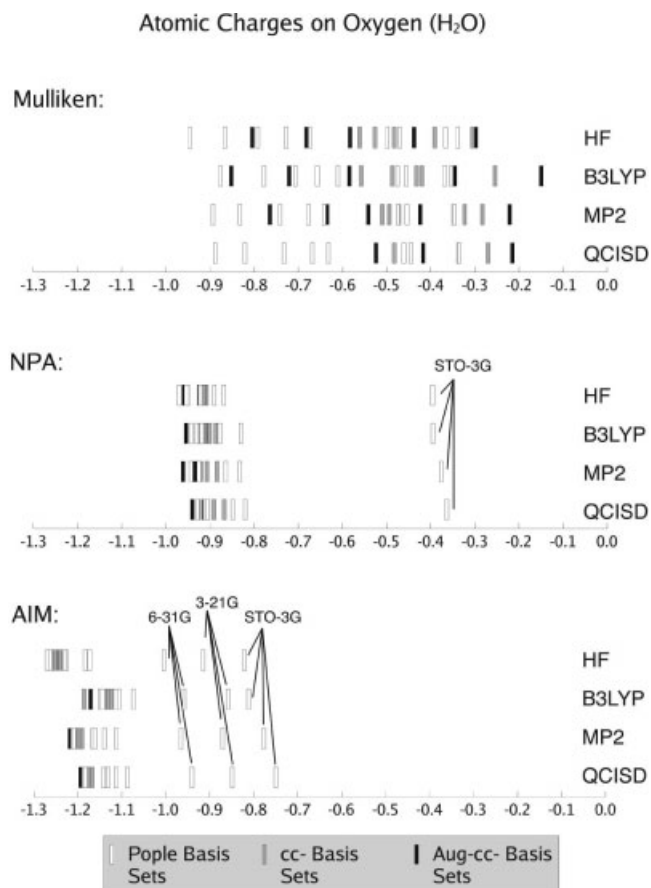 Atomic Charges on Oxygen (H₂O)
Mulliken:
HF
B3LYP
MP2
QCISD
-1.3 -1.2 -1.1 -1.0 -0.9 -0.8 -0.7 -0.6 -0.5 -0.4 -0.3 -0.2 -0.1 0.0
NPA:
STO-3G
HF
B3LYP
MP2
QCISD
-1.3 -1.2 -1.1 -1.0 -0.9 -0.8 -0.7 -0.6 -0.5 -0.4 -0.3 -0.2 -0.1 0.0
AIM:
6-31G 3-21G STO-3G
HF
B3LYP
MP2
QCISD
-1.3 -1.2 -1.1 -1.0 -0.9 -0.8 -0.7 -0.6 -0.5 -0.4 -0.3 -0.2 -0.1 0.0
Pople Basis Sets
cc- Basis Sets
Aug-cc- Basis Sets